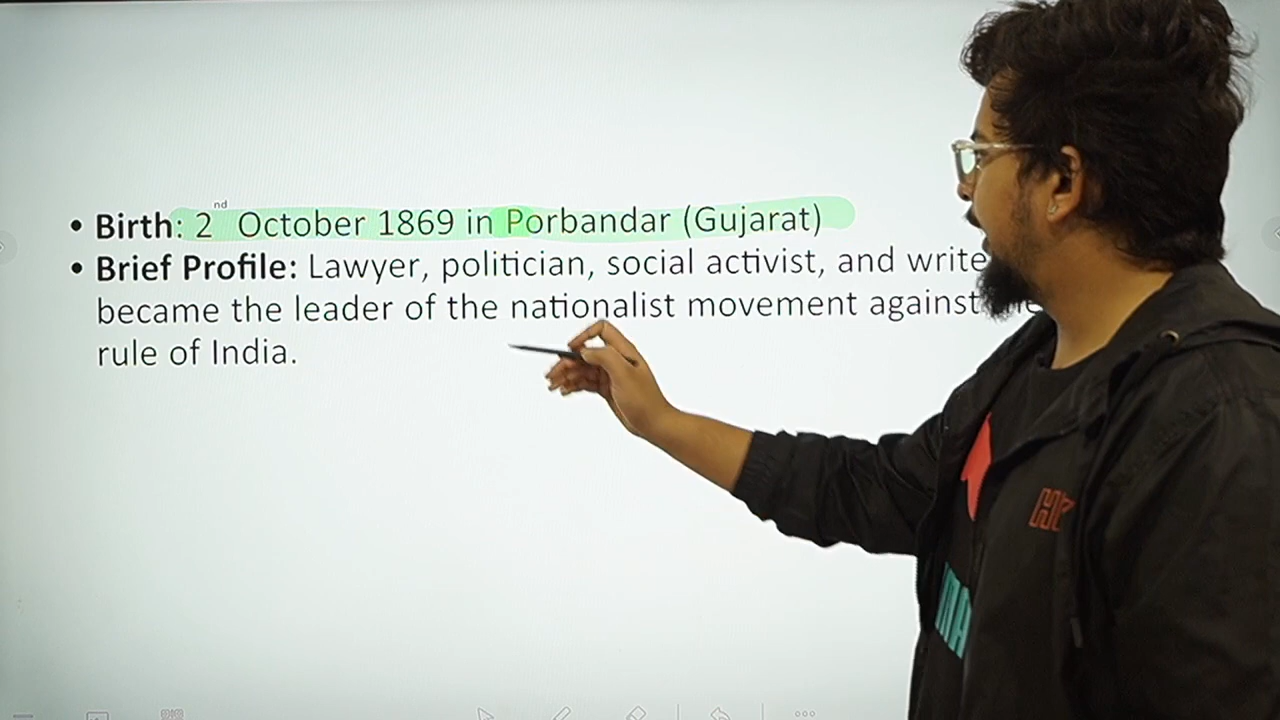 • Birth: 2nd October 1869 in Porbandar (Gujarat)
• Brief Profile: Lawyer, politician, social activist, and write
became the leader of the nationalist movement against
rule of India.